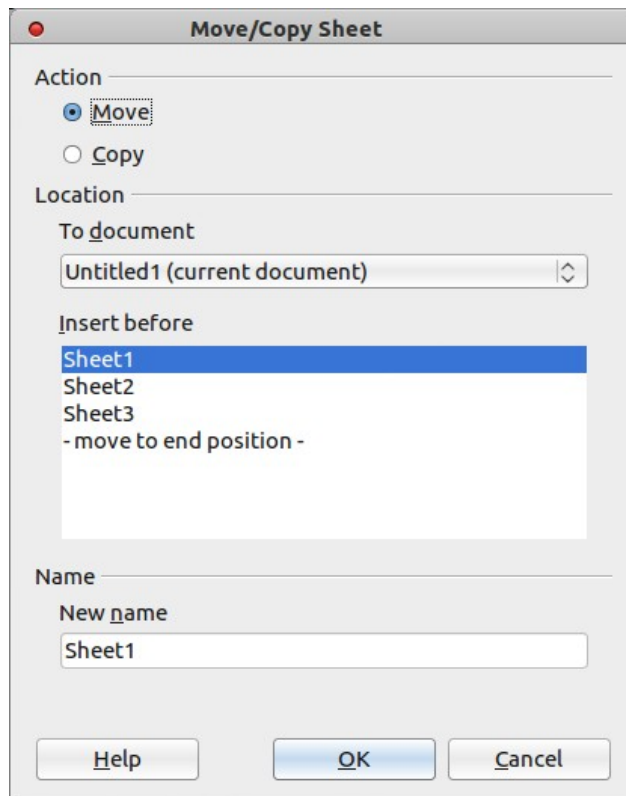 Move/Copy Sheet
Action
Move
Copy
Location
To document
Untitled1 (current document)
Insert before
Sheet1
Sheet2
Sheet3
- move to end position -
Name
New name
Sheet1
Help OK Cancel